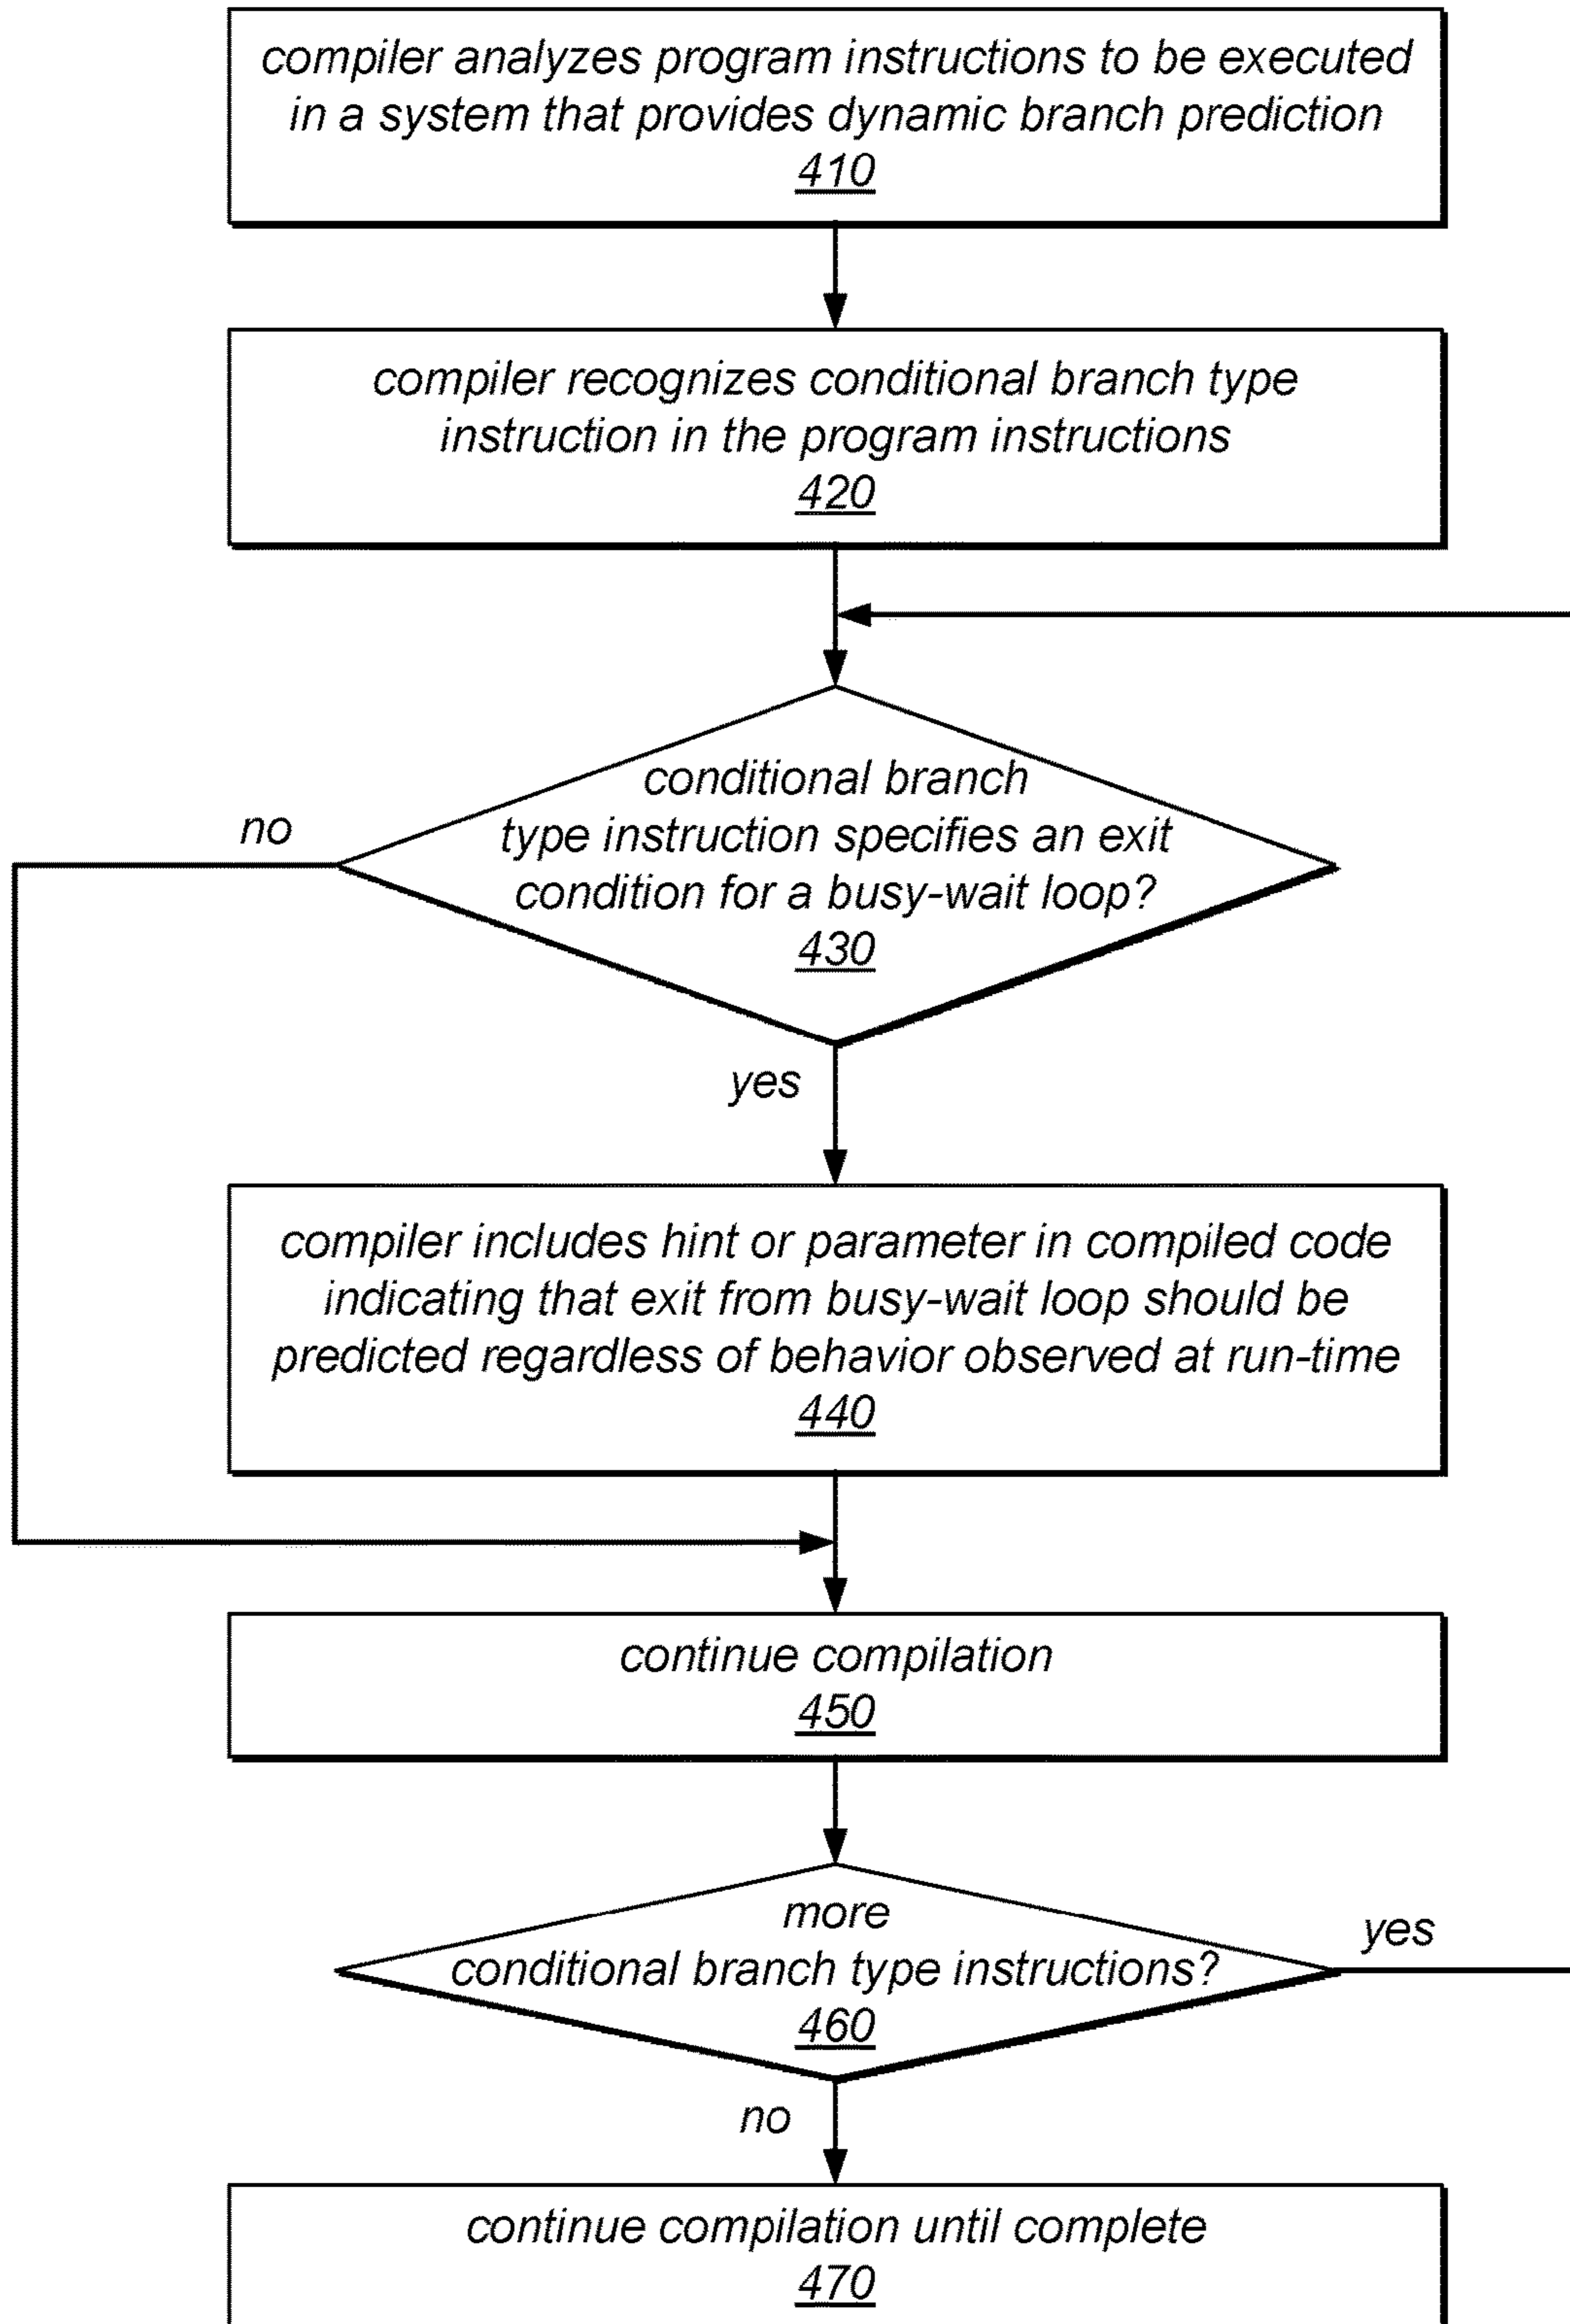 compiler analyzes program instructions to be executed
in a system that provides dynamic branch prediction
410
compiler recognizes conditional branch type
instruction in the program instructions
420
conditional branch
type instruction specifies an exit
condition for a busy-wait loop?
430
no
yes
compiler includes hint or parameter in compiled code
indicating that exit from busy-wait loop should be
predicted regardless of behavior observed at run-time
440
continue compilation
450
more
conditional branch type instructions?
460
yes
no
continue compilation until complete
470